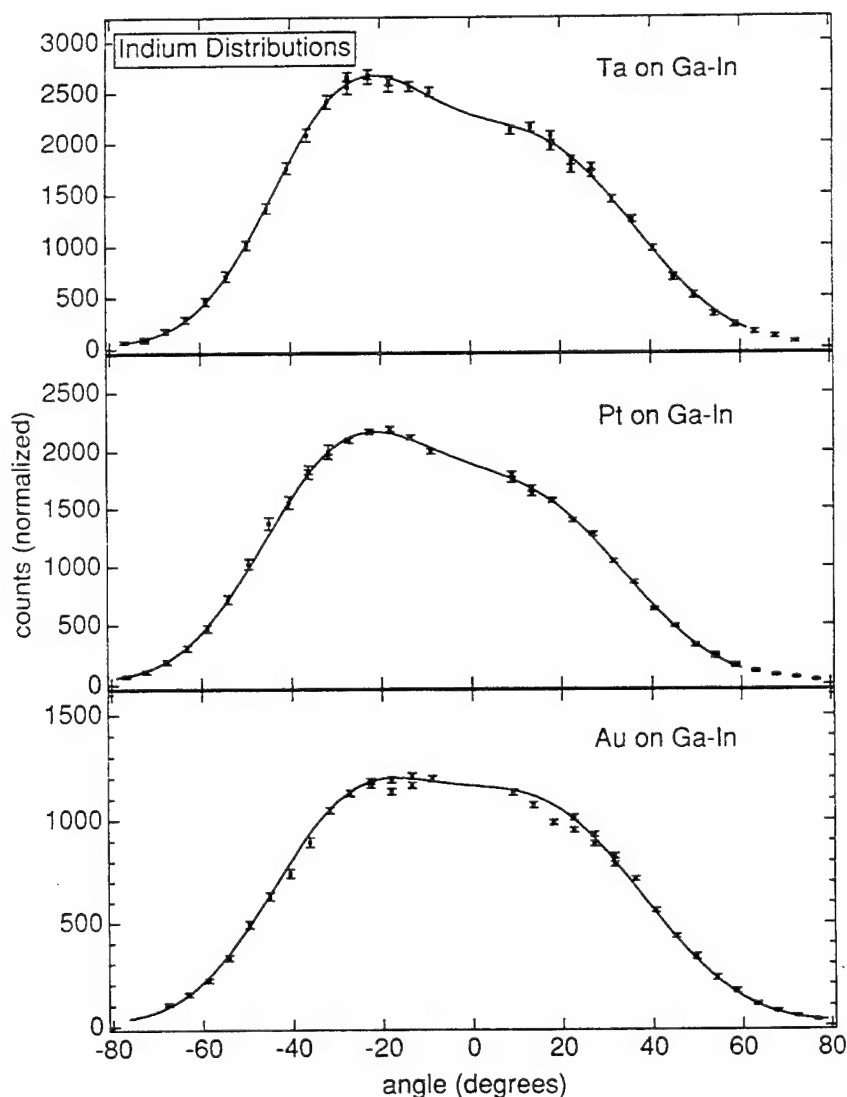 Indium Distributions
Ta on Ga-In
3000
2500
2000
1500
1000
500
0
Pt on Ga-In
2500
2000
1500
1000
500
0
Au on Ga-In
1500
1000
500
0
counts (normalized)
-80 -60 -40 -20 0 20 40 60 80
angle (degrees)